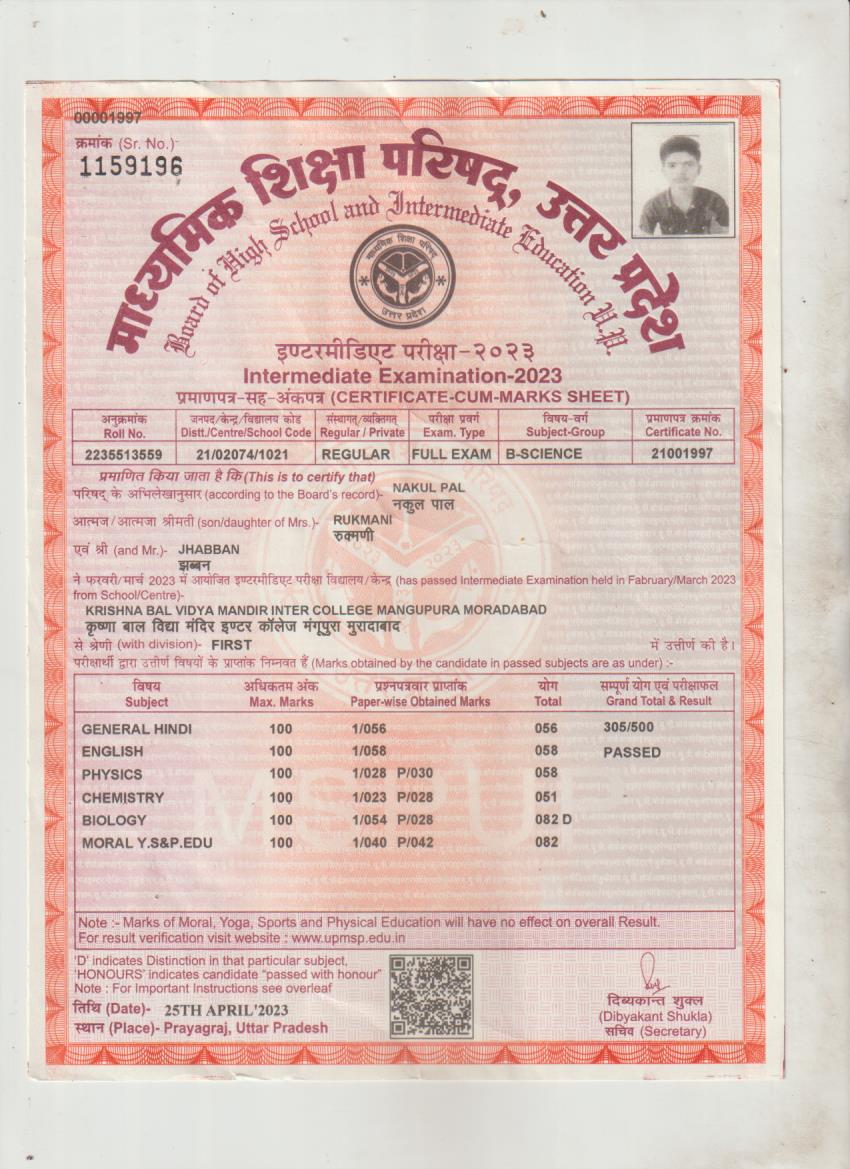 00001997
क्रमांक (Sr. No.)-
1159196
माध्यमिक शिक्षा परिषद्, उत्तर प्रदेश
Board of High School and Intermediate Education U.P.
माध्यमिक शिक्षा परिषद्
उत्तर प्रदेश
इण्टरमीडिएट परीक्षा-२०२३
Intermediate Examination-2023
प्रमाणपत्र-सह-अंकपत्र (CERTIFICATE-CUM-MARKS SHEET)
अनुक्रमांक जनपद/केन्द्र/विद्यालय कोड संस्थागत/व्यक्तिगत परीक्षा प्रवर्ग विषय-वर्ग प्रमाणपत्र क्रमांक
Roll No. Distt./Centre/School Code Regular / Private Exam. Type Subject-Group Certificate No.
2235513559 21/02074/1021 REGULAR FULL EXAM B-SCIENCE 21001997
प्रमाणित किया जाता है कि (This is to certify that)
परिषद् के अभिलेखानुसार (according to the Board's record)- NAKUL PAL
नकुल पाल
आत्मज/आत्मजा श्रीमती (son/daughter of Mrs.)- RUKMANI
रुक्मणी
एवं श्री (and Mr.)- JHABBAN
झब्बन
ने फरवरी/मार्च 2023 में आयोजित इण्टरमीडिएट परीक्षा विद्यालय/केन्द्र (has passed Intermediate Examination held in Fabruary/March 2023
from School/Centre)-
KRISHNA BAL VIDYA MANDIR INTER COLLEGE MANGUPURA MORADABAD
कृष्णा बाल विद्या मंदिर इण्टर कॉलेज मंगूपुरा मुरादाबाद
से श्रेणी (with division)- FIRST में उत्तीर्ण की है।
परीक्षार्थी द्वारा उत्तीर्ण विषयों के प्राप्तांक निम्नवत हैं (Marks obtained by the candidate in passed subjects are as under) :-
विषय अधिकतम अंक प्रश्नपत्रवार प्राप्तांक योग सम्पूर्ण योग एवं परीक्षाफल
Subject Max. Marks Paper-wise Obtained Marks Total Grand Total & Result
GENERAL HINDI 100 1/056 056 305/500
ENGLISH 100 1/058 058 PASSED
PHYSICS 100 1/028 P/030 058
CHEMISTRY 100 1/023 P/028 051
BIOLOGY 100 1/054 P/028 082 D
MORAL Y.S&P.EDU 100 1/040 P/042 082
MSPUP
Note :- Marks of Moral, Yoga, Sports and Physical Education will have no effect on overall Result.
For result verification visit website : www.upmsp.edu.in
'D' indicates Distinction in that particular subject,
'HONOURS' indicates candidate "passed with honour"
Note : For Important Instructions see overleaf
तिथि (Date)- 25TH APRIL'2023
स्थान (Place)- Prayagraj, Uttar Pradesh
दिब्यकान्त शुक्ल
(Dibyakant Shukla)
सचिव (Secretary)